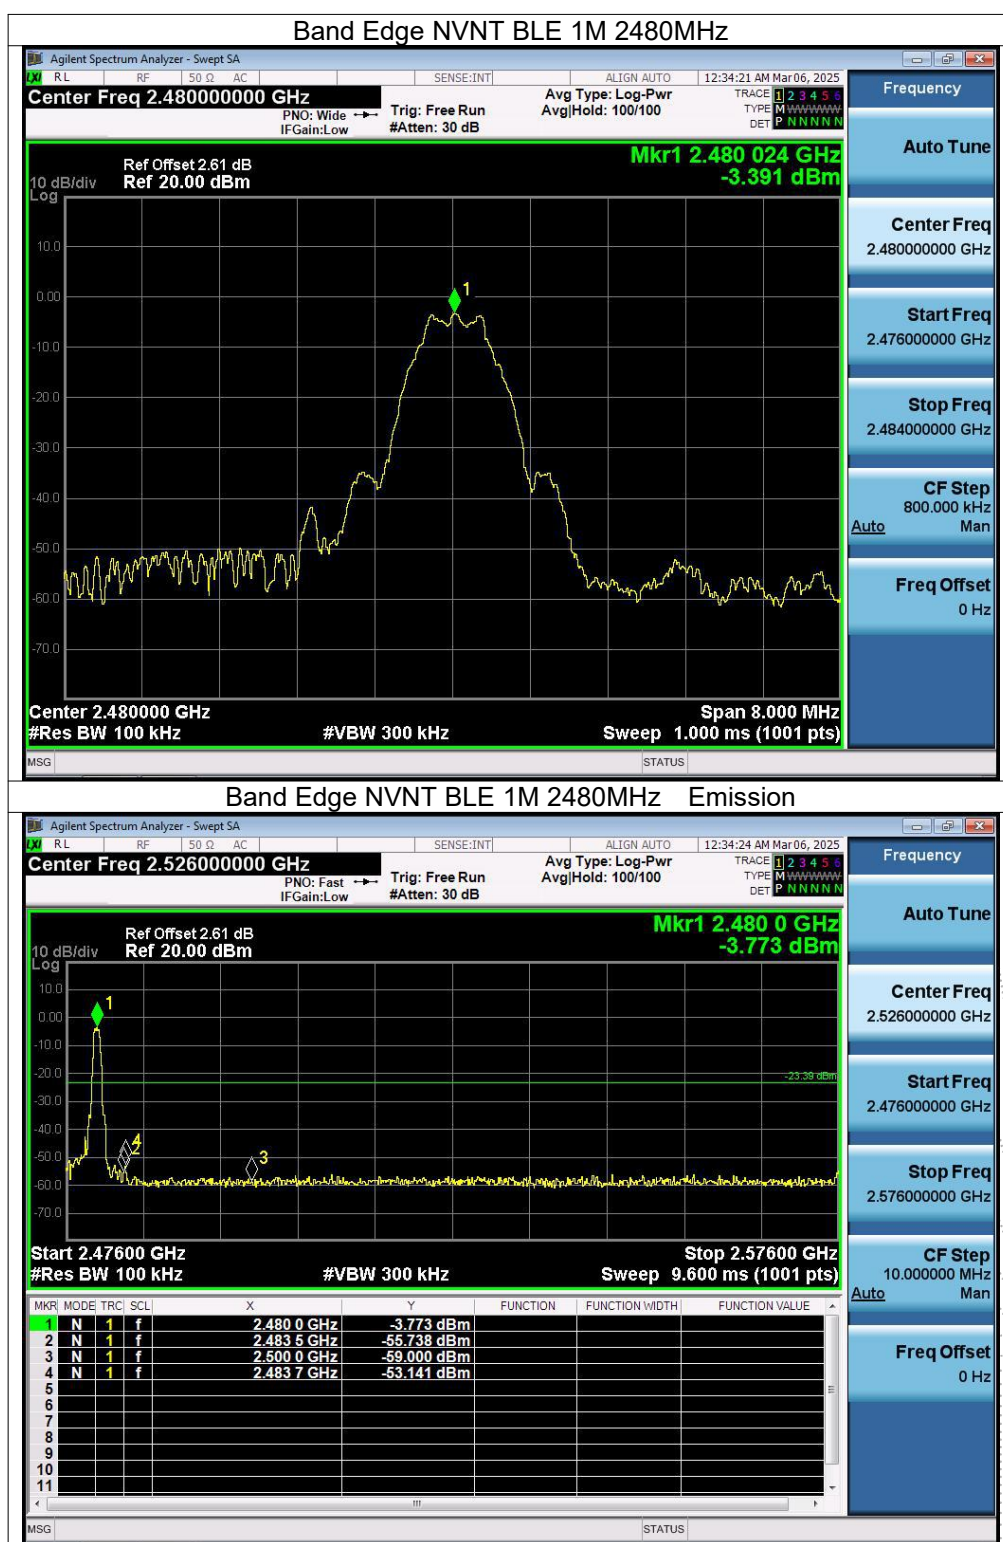 Band Edge NVNT BLE 1M 2480MHz
Agilent Spectrum Analyzer - Swept SA
LXI RL RF 50 Ω AC SENSE:INT ALIGN AUTO 12:34:21 AM Mar 06, 2025
Center Freq 2.480000000 GHz
PNO: Wide
IFGain:Low
Trig: Free Run
#Atten: 30 dB
Avg Type: Log-Pwr
Avg|Hold: 100/100
TRACE 1 2 3 4 5 6
TYPE M WWWWW
DET P N N N N N
Ref Offset 2.61 dB
10 dB/div Ref 20.00 dBm
Log
Mkr1 2.480 024 GHz
-3.391 dBm
10.0
0.00
-10.0
-20.0
-30.0
-40.0
-50.0
-60.0
-70.0
1
Center 2.480000 GHz Span 8.000 MHz
#Res BW 100 kHz #VBW 300 kHz Sweep 1.000 ms (1001 pts)
MSG STATUS
Frequency
Auto Tune
Center Freq
2.480000000 GHz
Start Freq
2.476000000 GHz
Stop Freq
2.484000000 GHz
CF Step
800.000 kHz
Auto Man
Freq Offset
0 Hz
Band Edge NVNT BLE 1M 2480MHz Emission
Agilent Spectrum Analyzer - Swept SA
LXI RL RF 50 Ω AC SENSE:INT ALIGN AUTO 12:34:24 AM Mar 06, 2025
Center Freq 2.526000000 GHz
PNO: Fast
IFGain:Low
Trig: Free Run
#Atten: 30 dB
Avg Type: Log-Pwr
Avg|Hold: 100/100
TRACE 1 2 3 4 5 6
TYPE M WWWWW
DET P N N N N N
Ref Offset 2.61 dB
10 dB/div Ref 20.00 dBm
Log
Mkr1 2.480 0 GHz
-3.773 dBm
10.0
0.00
-10.0
-20.0
-30.0
-40.0
-50.0
-60.0
-70.0
1
-23.39 dBm
4
2
3
Start 2.47600 GHz Stop 2.57600 GHz
#Res BW 100 kHz #VBW 300 kHz Sweep 9.600 ms (1001 pts)
MKR MODE TRC SCL X Y FUNCTION FUNCTION WIDTH FUNCTION VALUE
1 N 1 f 2.480 0 GHz -3.773 dBm
2 N 1 f 2.483 5 GHz -55.738 dBm
3 N 1 f 2.500 0 GHz -59.000 dBm
4 N 1 f 2.483 7 GHz -53.141 dBm
5
6
7
8
9
10
11
MSG STATUS
Frequency
Auto Tune
Center Freq
2.526000000 GHz
Start Freq
2.476000000 GHz
Stop Freq
2.576000000 GHz
CF Step
10.000000 MHz
Auto Man
Freq Offset
0 Hz